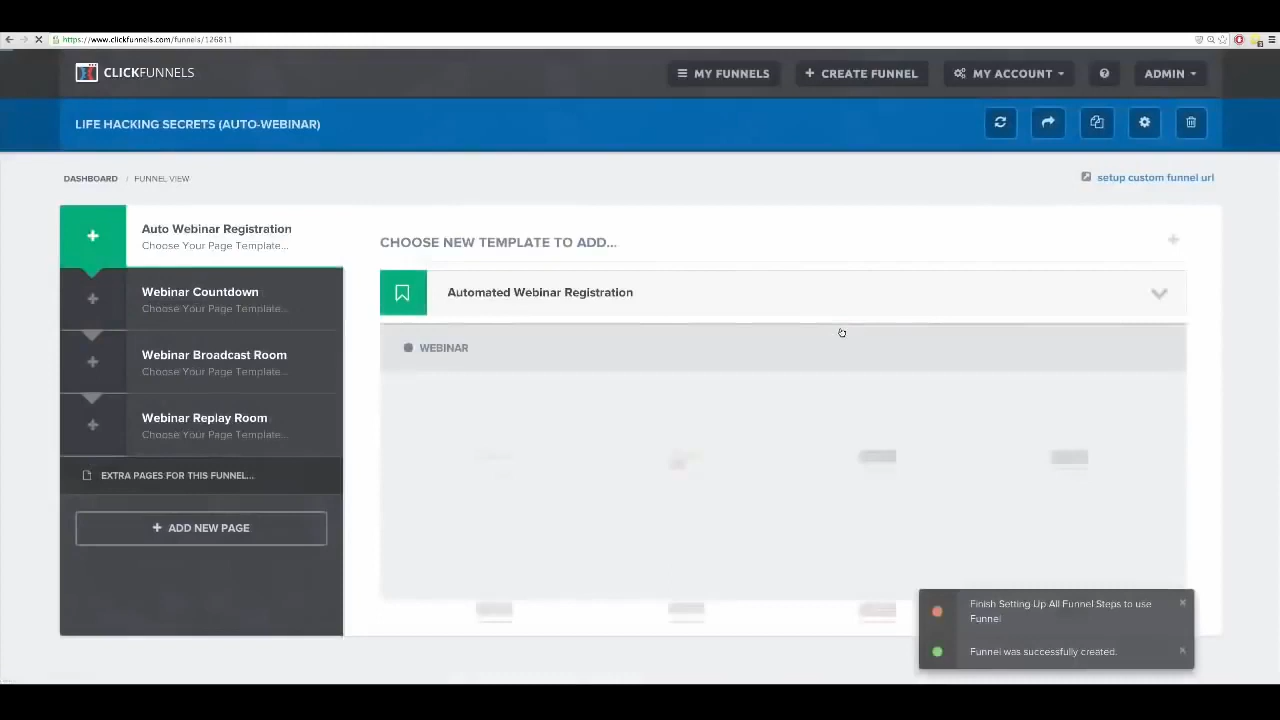 https://www.clickfunnels.com/funnels/126811
CLICKFUNNELS
MY FUNNELS
CREATE FUNNEL
MY ACCOUNT
ADMIN
LIFE HACKING SECRETS (AUTO-WEBINAR)
DASHBOARD / FUNNEL VIEW
setup custom funnel url
Auto Webinar Registration
Choose Your Page Template...
CHOOSE NEW TEMPLATE TO ADD...
Webinar Countdown
Choose Your Page Template...
Automated Webinar Registration
Webinar Broadcast Room
Choose Your Page Template...
WEBINAR
Webinar Replay Room
Choose Your Page Template...
EXTRA PAGES FOR THIS FUNNEL...
ADD NEW PAGE
Finish Setting Up All Funnel Steps to use
Funnel
Funnel was successfully created.